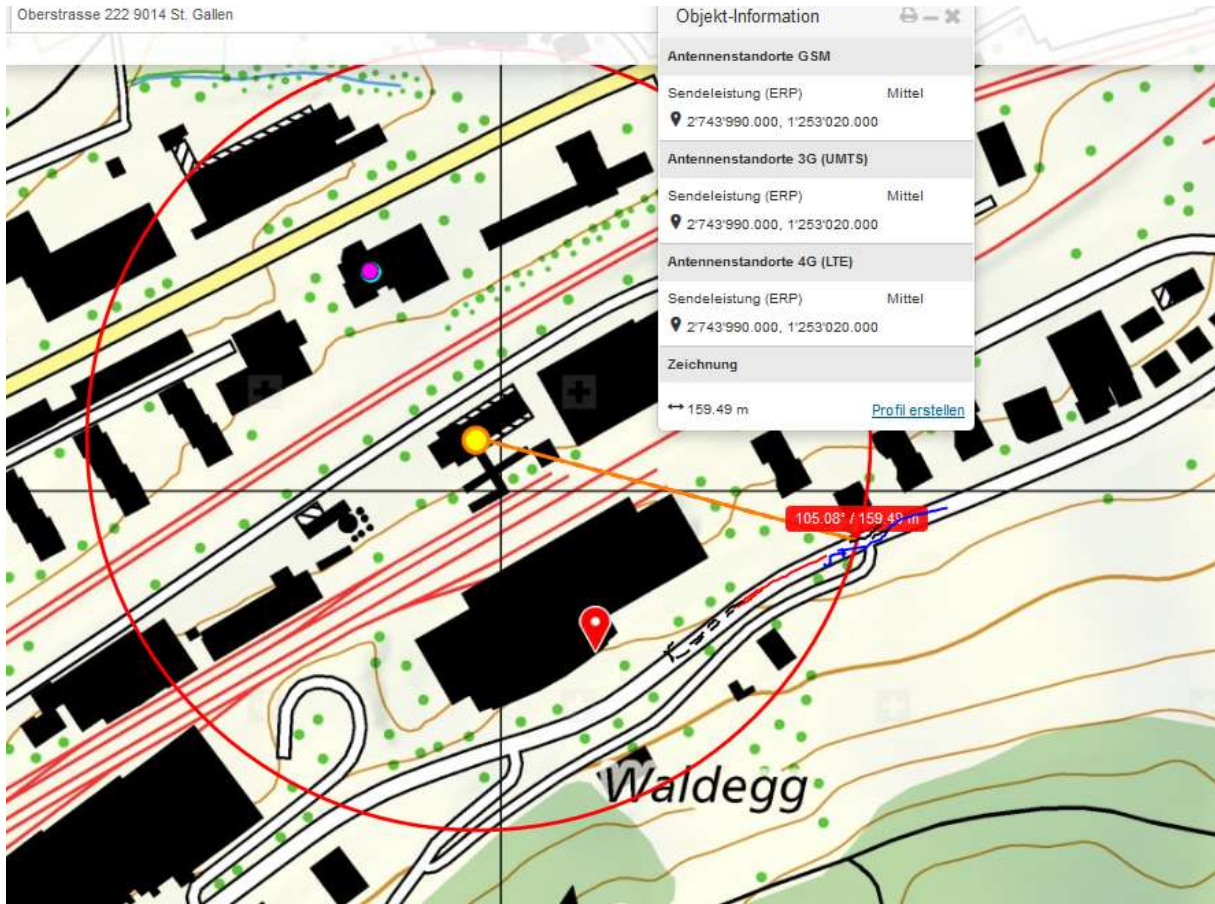 Oberstrasse 222 9014 St. Gallen
Objekt-Information
Antennenstandorte GSM
Sendeleistung (ERP) Mittel
2'743'990.000, 1'253'020.000
Antennenstandorte 3G (UMTS)
Sendeleistung (ERP) Mittel
2'743'990.000, 1'253'020.000
Antennenstandorte 4G (LTE)
Sendeleistung (ERP) Mittel
2'743'990.000, 1'253'020.000
Zeichnung
159.49 m Profil erstellen
105.08° / 159.49 m
Waldegg